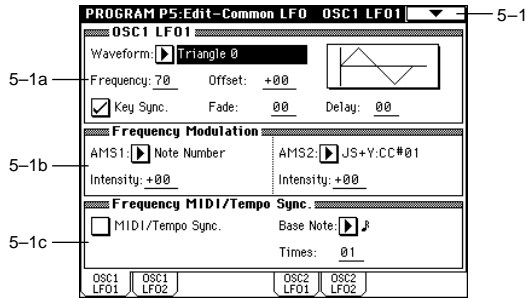 PROGRAM P5:Edit-Common LFO OSC1 LFO1
5-1
OSC1 LFO1
Waveform: Triangle 0
5-1a
Frequency: 70 Offset: +00
Key Sync. Fade: 00 Delay: 00
Frequency Modulation
5-1b
AMS1: Note Number AMS2: JS+Y:CC#01
Intensity: +00 Intensity: +00
Frequency MIDI/Tempo Sync.
5-1c
MIDI/Tempo Sync. Base Note: ♪
Times: 01
OSC1 LFO1 OSC1 LFO2 OSC2 LFO1 OSC2 LFO2